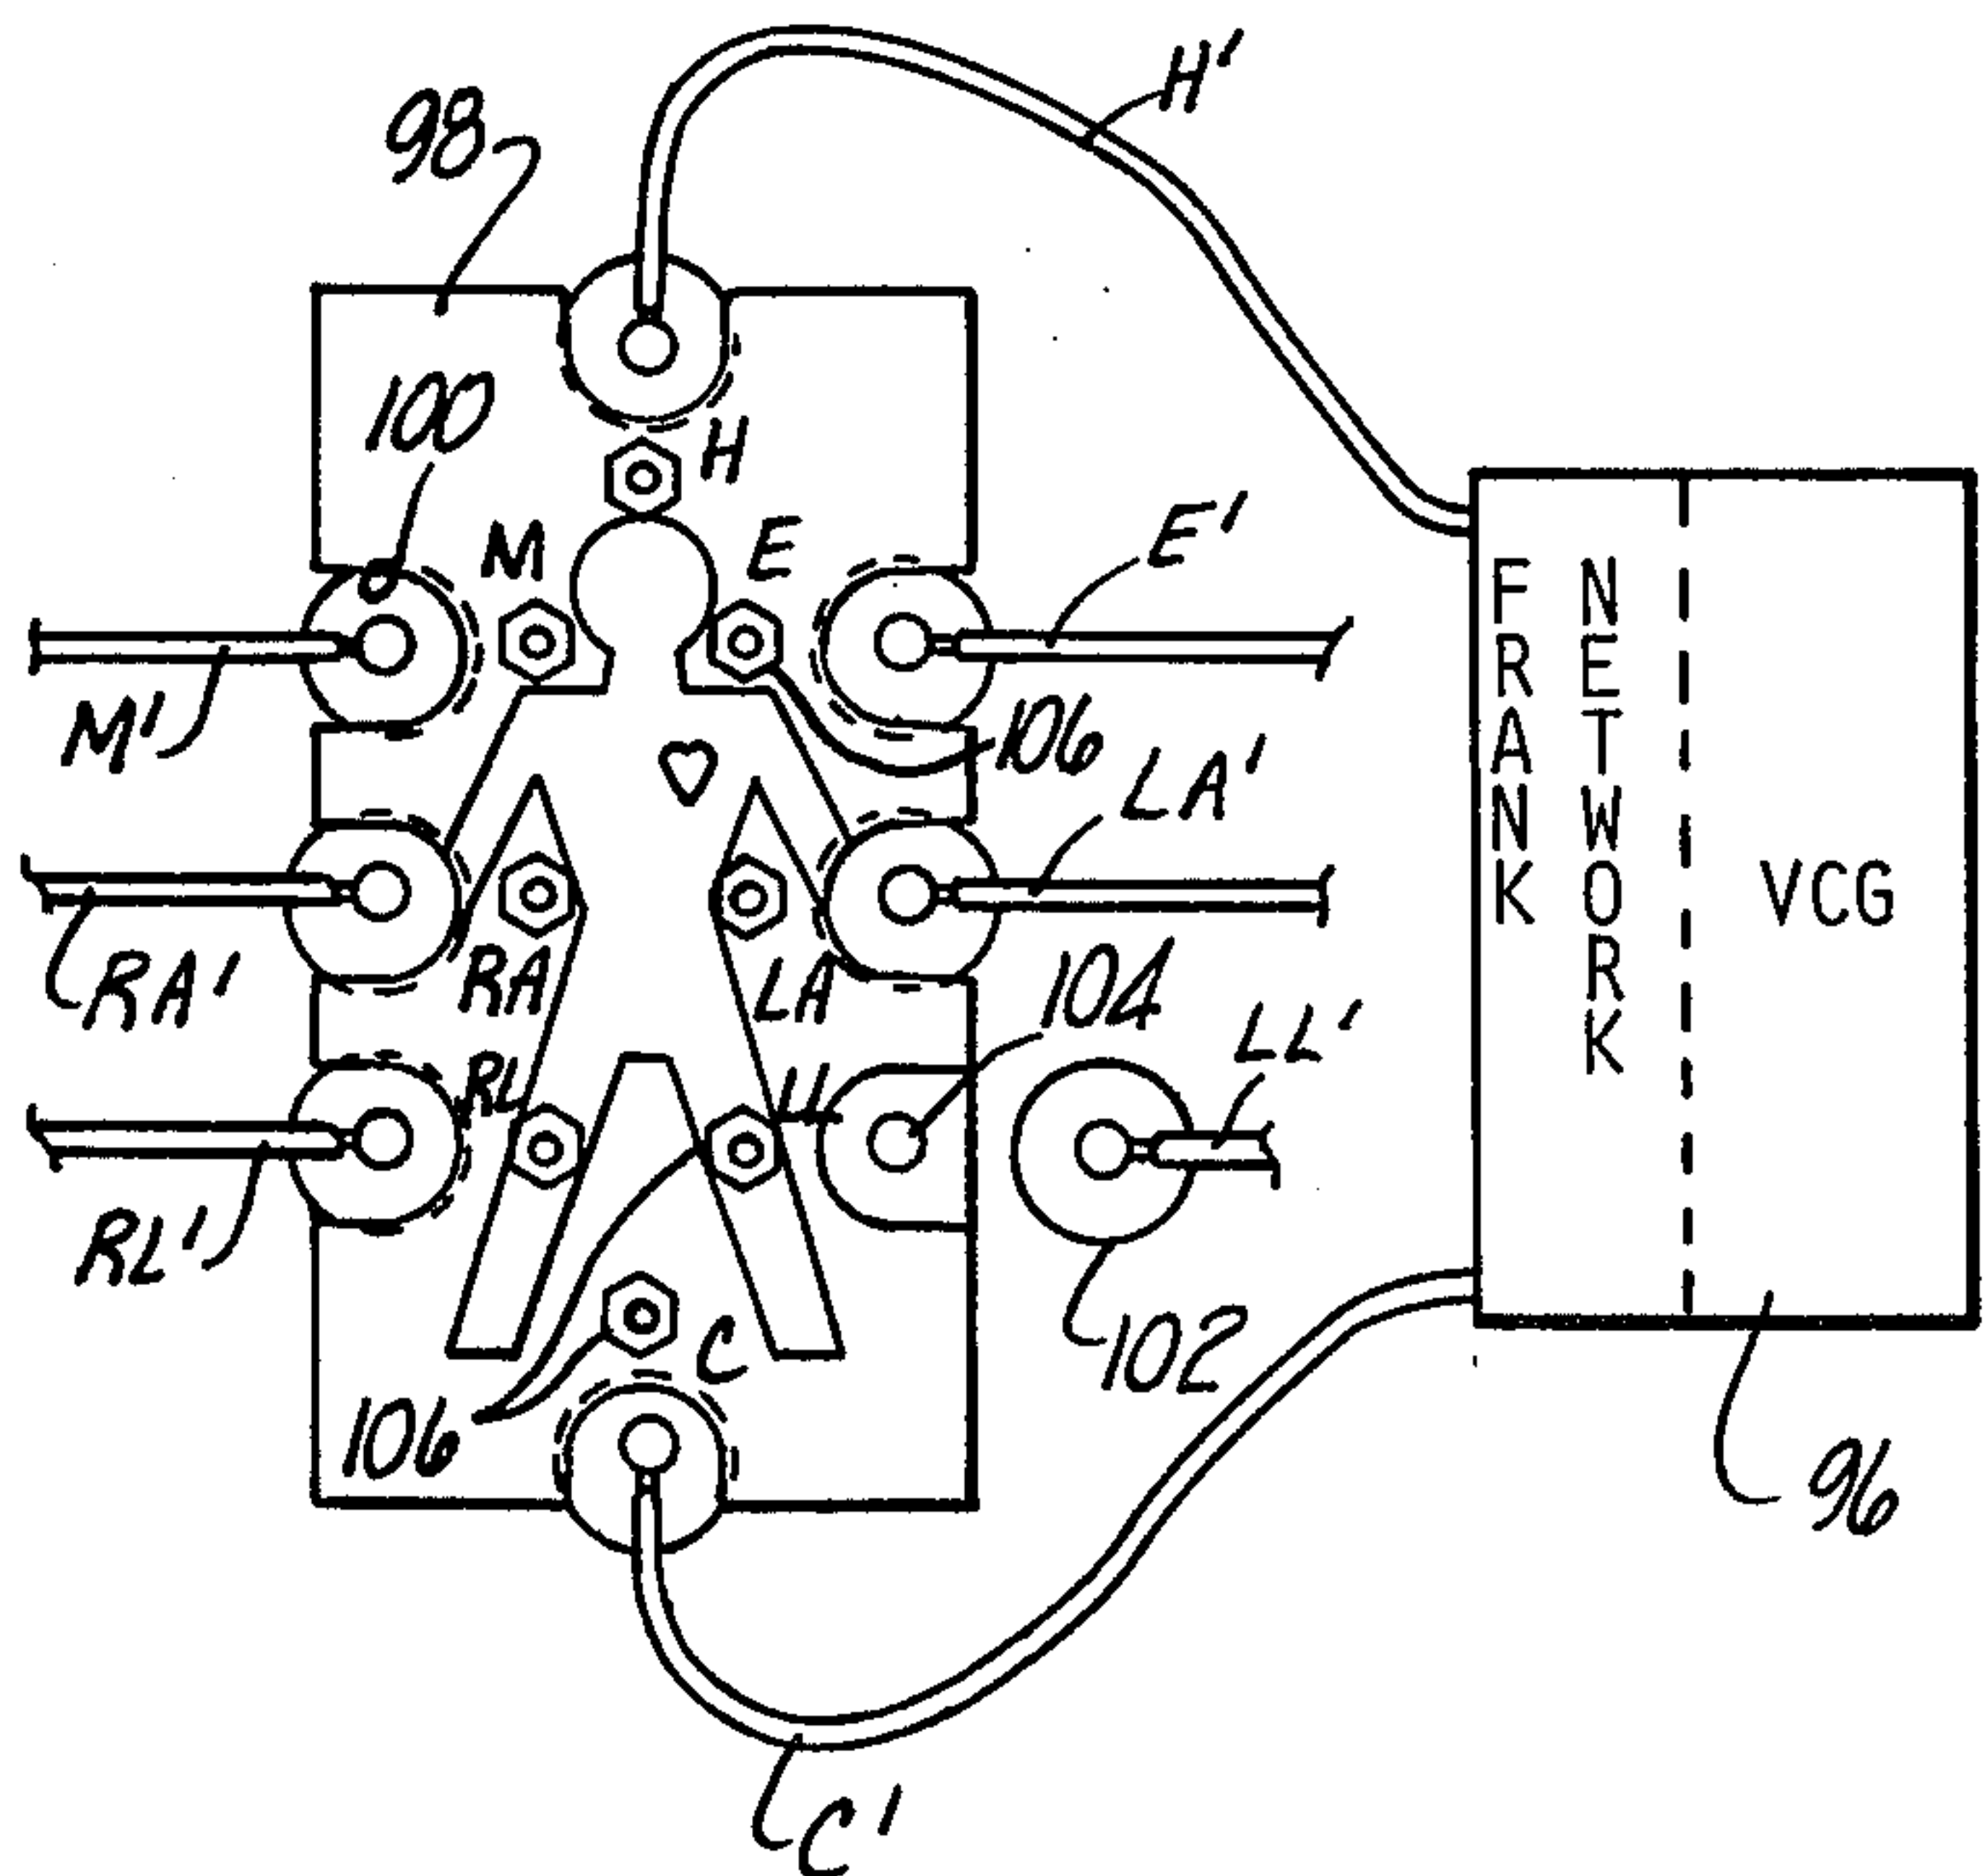 H'
98
100
H
M
E
E'
M'
106
LA'
FRANK
NETWORK
VCG
RA'
RA
LA
104
LL'
RL
LL
RL'
102
C
106
96
C'